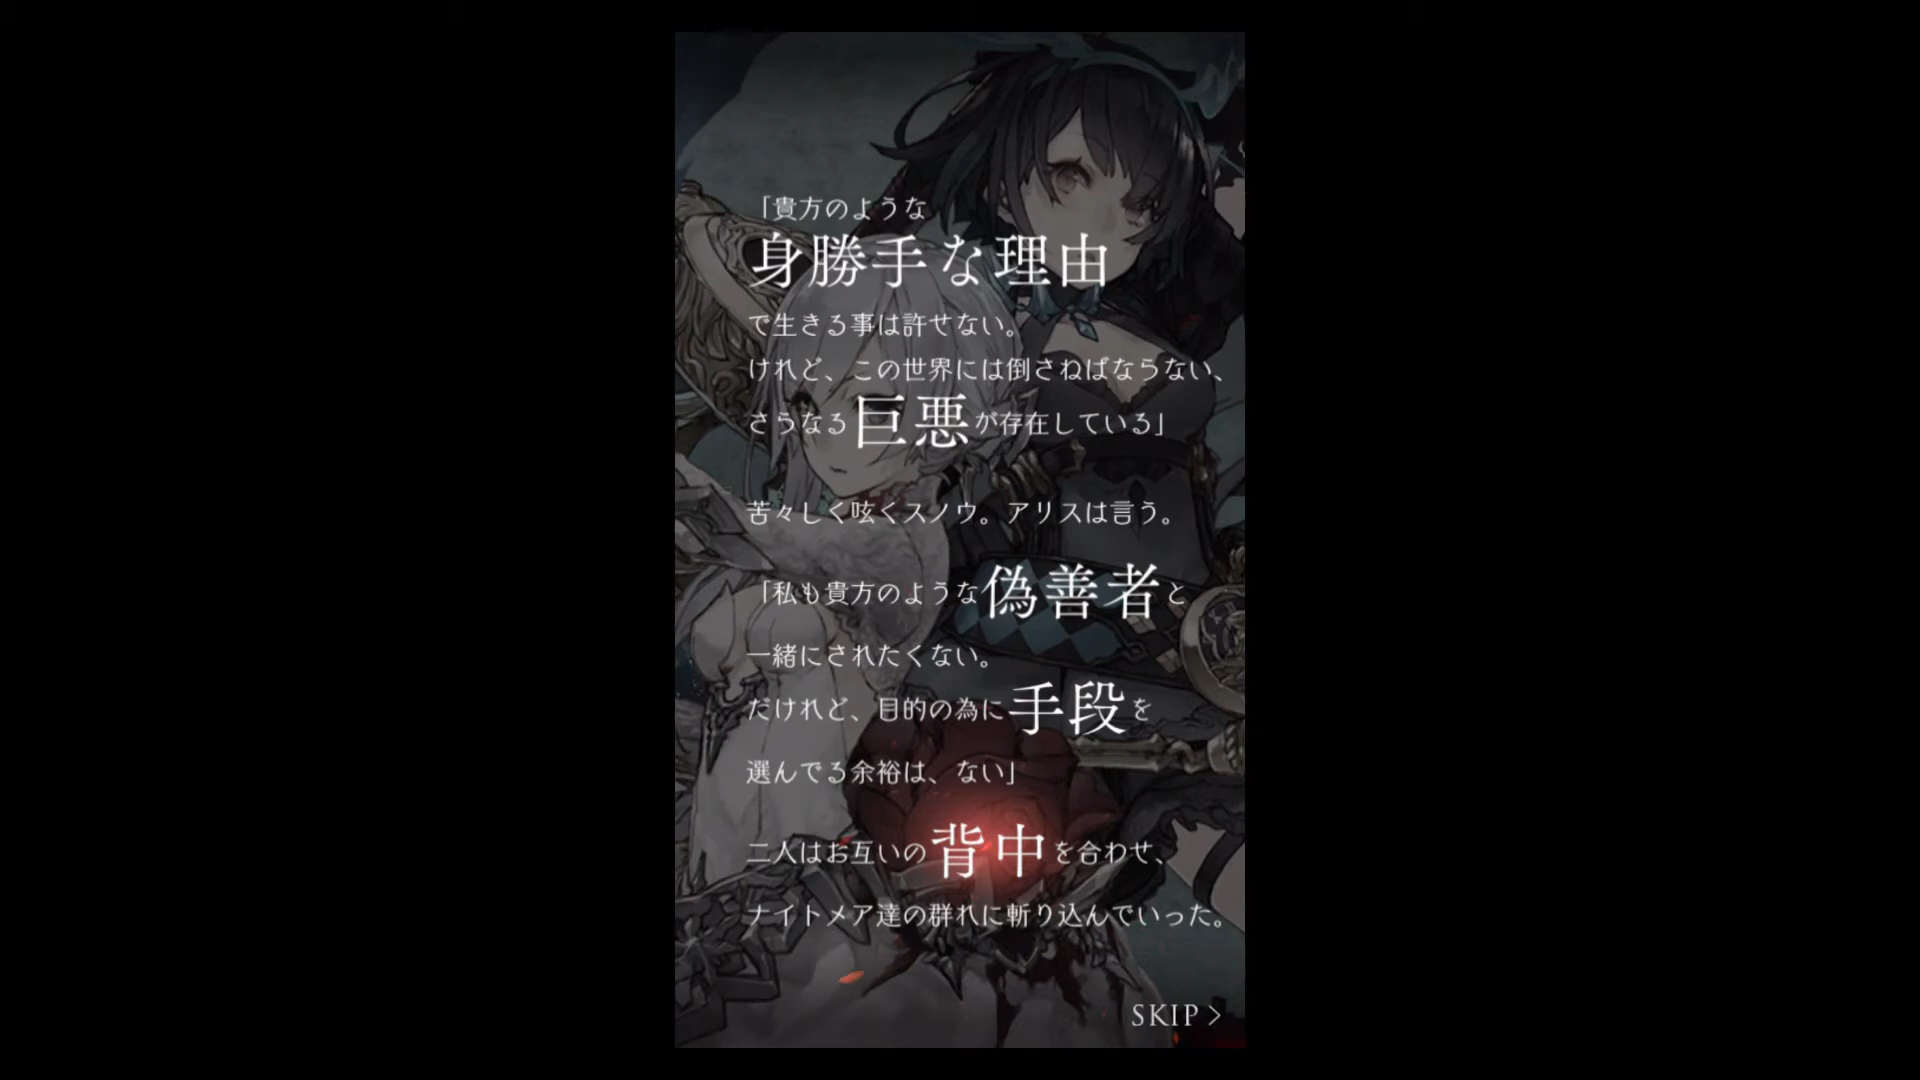 「貴方のような
身勝手な理由
で生きる事は許せない。
けれど、この世界には倒さねばならない、
さらなる巨悪が存在している」
苦々しく呟くスノウ。アリスは言う。
「私も貴方のような偽善者と
一緒にされたくない。
だけれど、目的の為に手段を
選んでる余裕は、ない」
二人はお互いの背中を合わせ、
ナイトメア達の群れに斬り込んでいった。
SKIP >